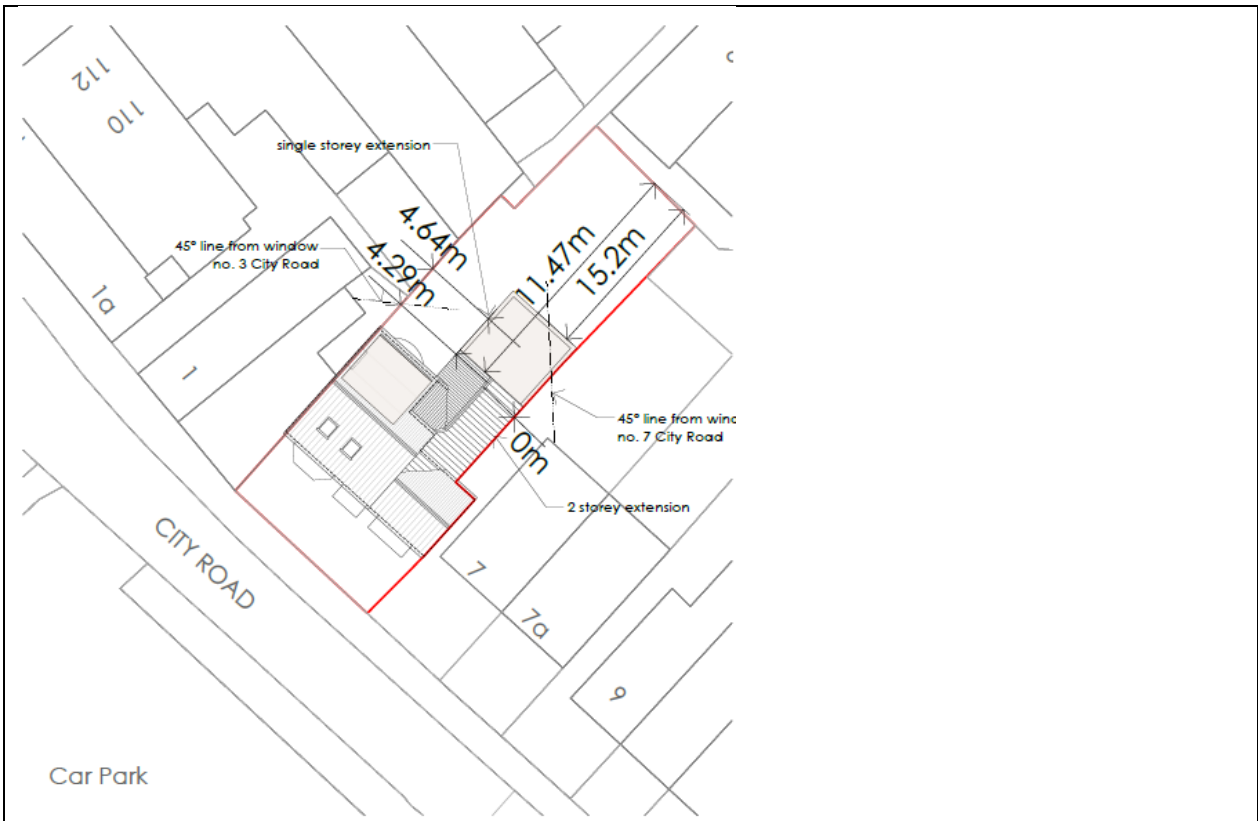 112
110
single storey extension
4.64m
45° line from window
no. 3 City Road
4.29m
11.47m
15.2m
1a
1
45° line from wind
no. 7 City Road
0m
2 storey extension
CITY ROAD
7
7a
9
Car Park